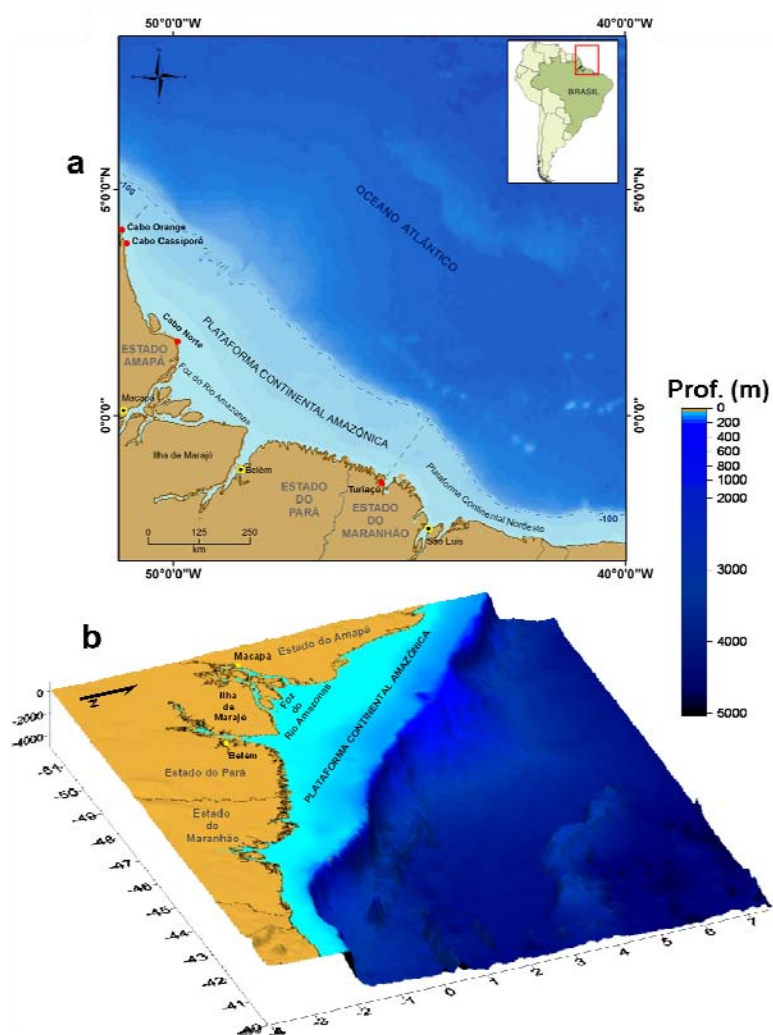 50°0'0"W
40°0'0"W
BRASIL
a
5°0'0"N
5°0'0"N
-100
OCEANO ATLÂNTICO
Cabo Orange
Cabo Cassiporé
Cabo Norte
PLATAFORMA CONTINENTAL AMAZÔNICA
ESTADO
AMAPÁ
Foz do Rio Amazonas
Macapá
0°0'0"
0°0'0"
Ilha de Marajó
Belém
ESTADO
DO
PARÁ
Turiaçú
ESTADO
DO
MARANHÃO
Plataforma Continental Nordeste
-100
São Luis
0 125 250
km
50°0'0"W
40°0'0"W
Prof. (m)
0
200
400
600
1000
2000
3000
4000
5000
b
Estado do Amapá
Macapá
Ilha
de
Marajó
Foz
do
Rio Amazonas
PLATAFORMA CONTINENTAL AMAZÔNICA
Belém
Estado do Pará
Estado
do
Maranhão
N
0
-2000
-4000
-51
-50
-49
-48
-47
-46
-45
-44
-43
-42
-41
-3
-2
-1
0
1
2
3
4
5
6
7